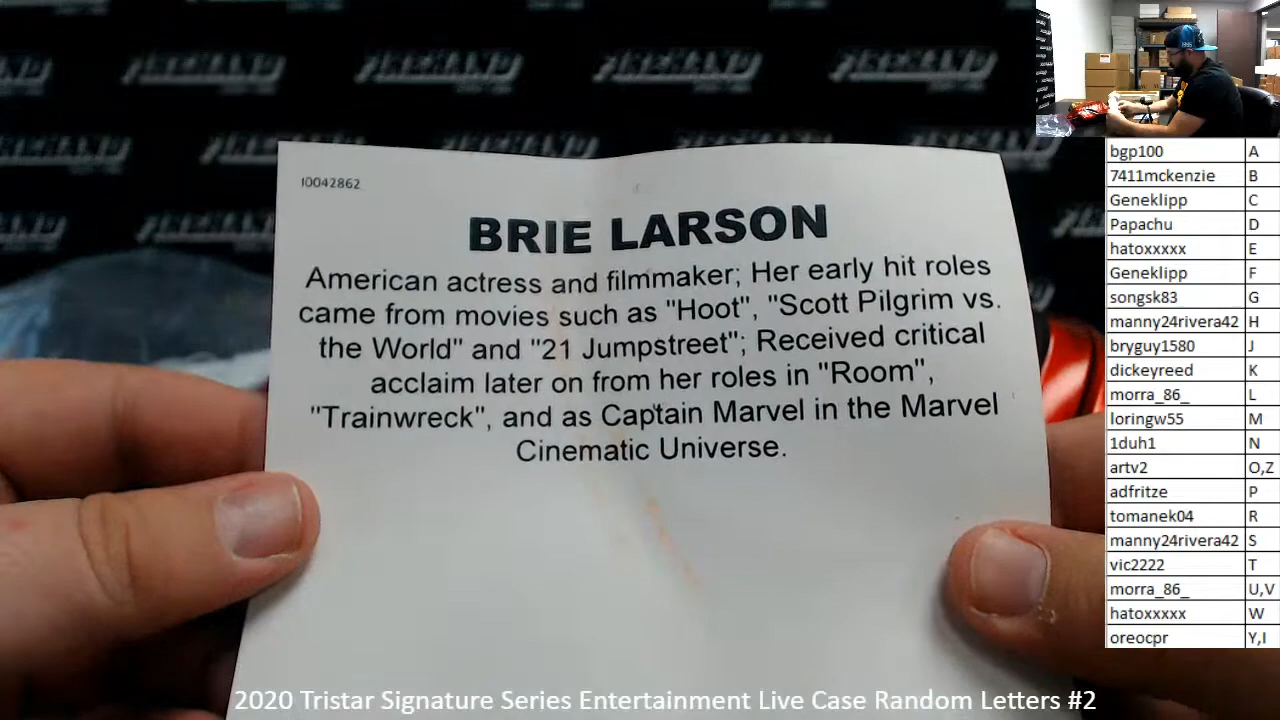 10042862
BRIE LARSON
American actress and filmmaker; Her early hit roles
came from movies such as "Hoot", "Scott Pilgrim vs.
the World" and "21 Jumpstreet"; Received critical
acclaim later on from her roles in "Room",
"Trainwreck", and as Captain Marvel in the Marvel
Cinematic Universe.
bgp100 A
7411mckenzie B
Geneklipp C
Papachu D
hatoxxxxx E
Geneklipp F
songsk83 G
manny24rivera42 H
bryguy1580 J
dickeyreed K
morra_86_ L
loringw55 M
1duh1 N
artv2 O,Z
adfritze P
tomanek04 R
manny24rivera42 S
vic2222 T
morra_86_ U,V
hatoxxxxx W
oreocpr Y,I
2020 Tristar Signature Series Entertainment Live Case Random Letters #2